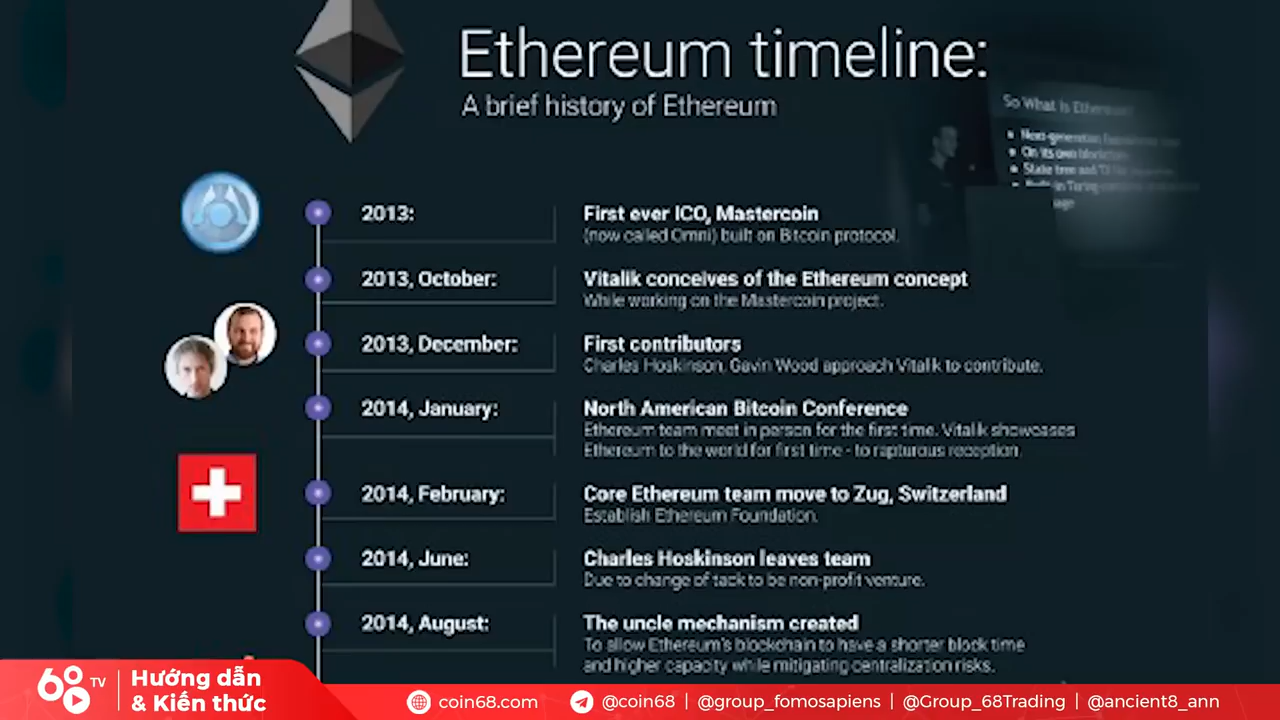 Ethereum timeline:
A brief history of Ethereum
So What Is Ethereum?
On its own blockchain
2013:
First ever ICO, Mastercoin
(now called Omni) built on Bitcoin protocol.
2013, October:
Vitalik conceives of the Ethereum concept
While working on the Mastercoin project.
2013, December:
First contributors
Charles Hoskinson, Gavin Wood approach Vitalik to contribute.
2014, January:
North American Bitcoin Conference
Ethereum team meet in person for the first time. Vitalik showcases
Ethereum to the world for first time - to rapturous reception.
2014, February:
Core Ethereum team move to Zug, Switzerland
Establish Ethereum Foundation.
2014, June:
Charles Hoskinson leaves team
Due to change of tack to be non-profit venture.
2014, August:
The uncle mechanism created
To allow Ethereum's blockchain to have a shorter block time
and higher capacity while mitigating centralization risks.
68 TV
Hướng dẫn
& Kiến thức
coin68.com
@coin68 | @group_fomosapiens | @Group_68Trading | @ancient8_ann